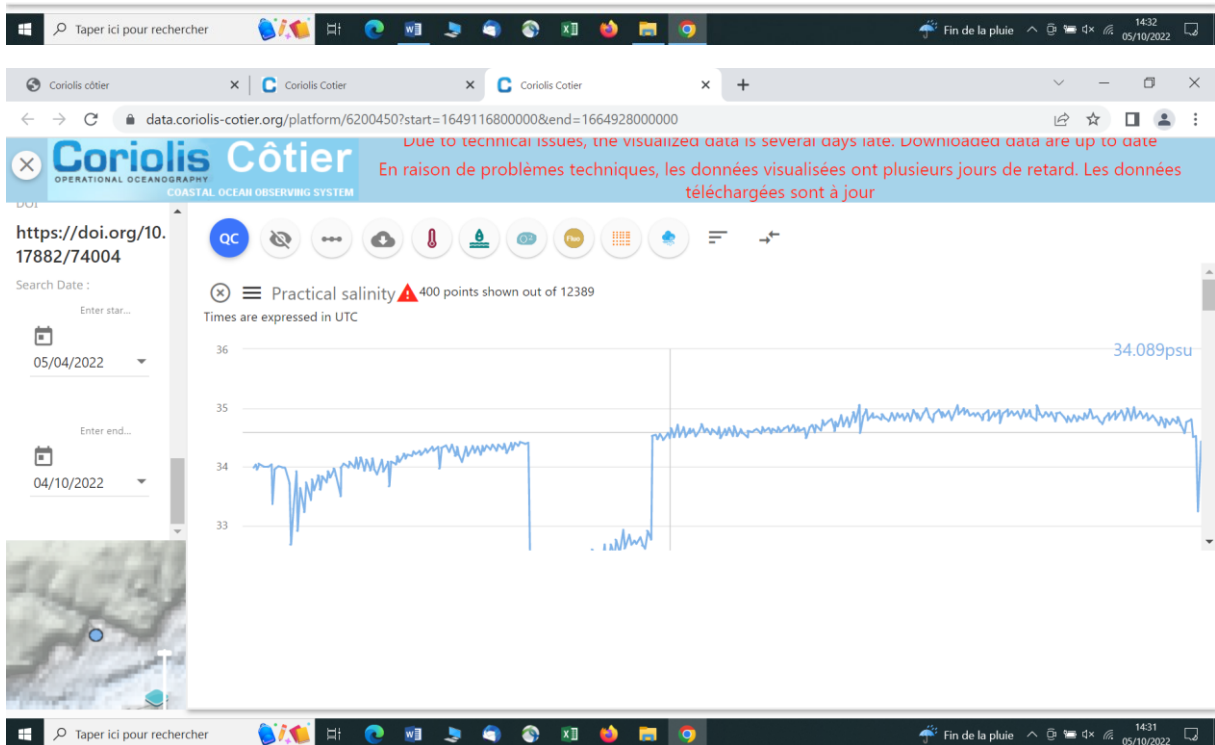 Taper ici pour rechercher
Fin de la pluie
14:32
05/10/2022
Coriolis côtier
Coriolis Cotier
Coriolis Cotier
data.coriolis-cotier.org/platform/6200450?start=1649116800000&end=1664928000000
Coriolis Côtier
OPERATIONAL OCEANOGRAPHY
COASTAL OCEAN OBSERVING SYSTEM
Due to technical issues, the visualized data is several days late. Downloaded data are up to date
En raison de problèmes techniques, les données visualisées ont plusieurs jours de retard. Les données
téléchargées sont à jour
DOI
https://doi.org/10.
17882/74004
Search Date :
Enter star...
05/04/2022
Enter end...
04/10/2022
QC
O2
Fluo
Practical salinity 400 points shown out of 12389
Times are expressed in UTC
34.089psu
36
35
34
33
Taper ici pour rechercher
Fin de la pluie
14:31
05/10/2022